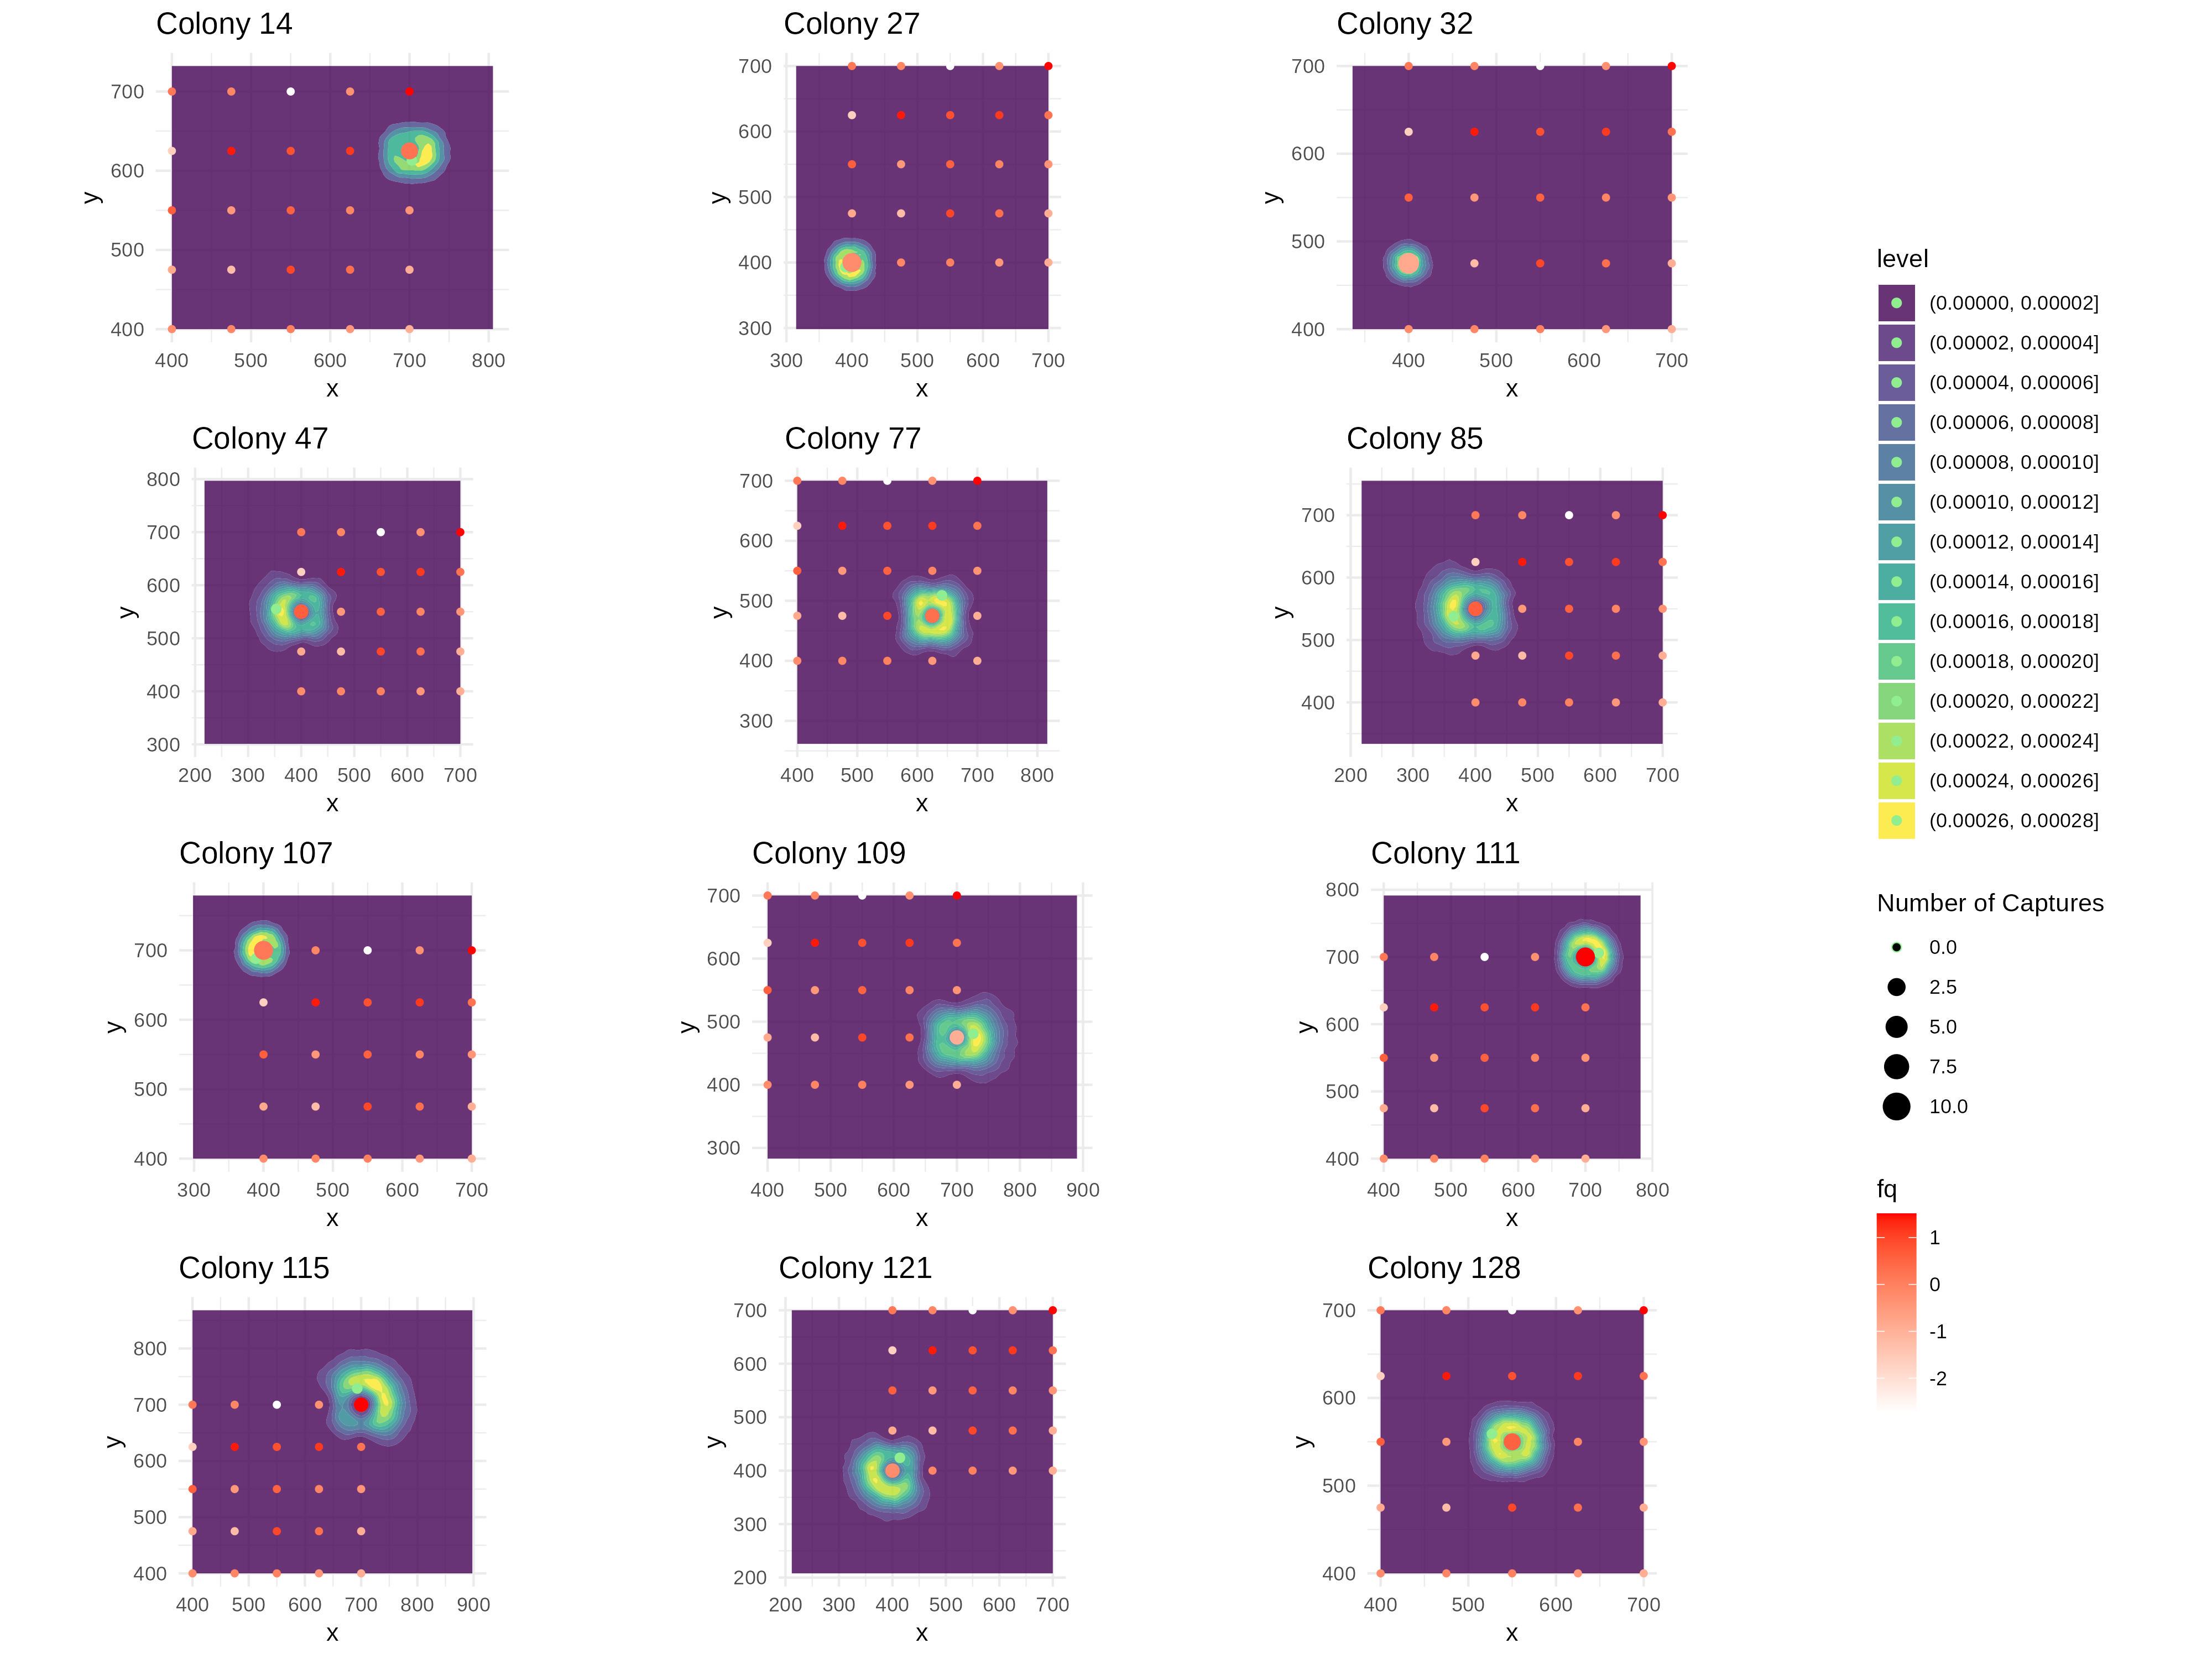 Colony 14
700
600
500
400
y
400 500 600 700 800
x
Colony 27
700
600
500
400
300
y
300 400 500 600 700
x
Colony 32
700
600
500
400
y
400 500 600 700
x
Colony 47
800
700
600
500
400
300
y
200 300 400 500 600 700
x
Colony 77
700
600
500
400
300
y
400 500 600 700 800
x
Colony 85
700
600
500
400
y
200 300 400 500 600 700
x
Colony 107
700
600
500
400
y
300 400 500 600 700
x
Colony 109
700
600
500
400
300
y
400 500 600 700 800 900
x
Colony 111
800
700
600
500
400
y
400 500 600 700 800
x
Colony 115
800
700
600
500
400
y
400 500 600 700 800 900
x
Colony 121
700
600
500
400
300
200
y
200 300 400 500 600 700
x
Colony 128
700
600
500
400
y
400 500 600 700
x
level
(0.00000, 0.00002]
(0.00002, 0.00004]
(0.00004, 0.00006]
(0.00006, 0.00008]
(0.00008, 0.00010]
(0.00010, 0.00012]
(0.00012, 0.00014]
(0.00014, 0.00016]
(0.00016, 0.00018]
(0.00018, 0.00020]
(0.00020, 0.00022]
(0.00022, 0.00024]
(0.00024, 0.00026]
(0.00026, 0.00028]
Number of Captures
0.0
2.5
5.0
7.5
10.0
fq
1
0
-1
-2